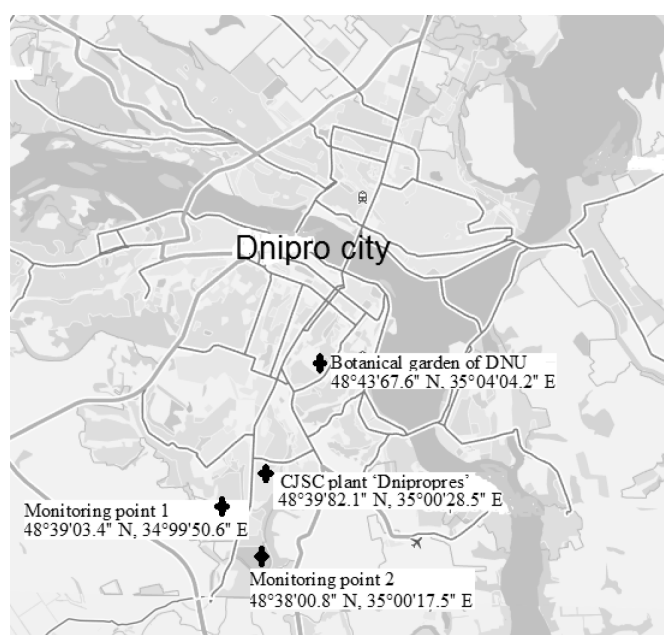 Dnipro city
Botanical garden of DNU
48°43'67.6" N, 35°04'04.2" E
CJSC plant ‘Dnipropres’
48°39'82.1" N, 35°00'28.5" E
Monitoring point 1
48°39'03.4" N, 34°99'50.6" E
Monitoring point 2
48°38'00.8" N, 35°00'17.5" E